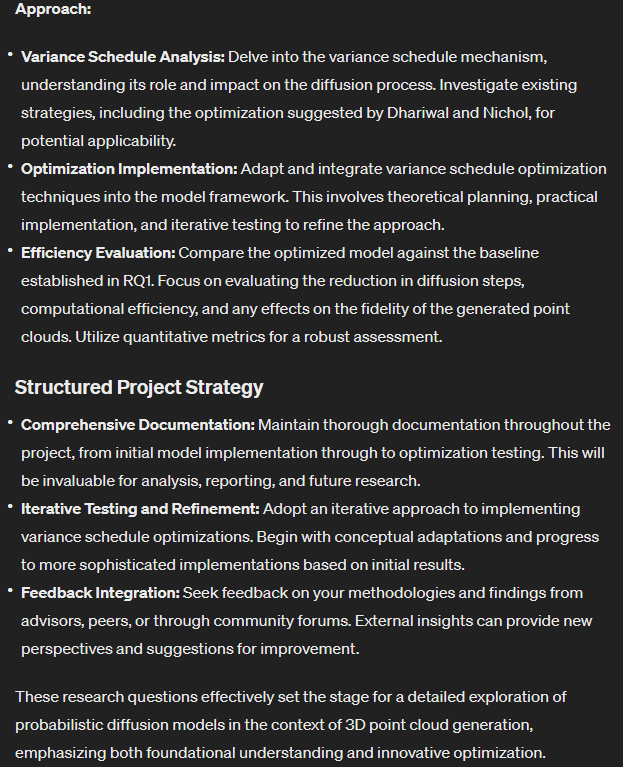 Approach:
• Variance Schedule Analysis: Delve into the variance schedule mechanism,
understanding its role and impact on the diffusion process. Investigate existing
strategies, including the optimization suggested by Dhariwal and Nichol, for
potential applicability.
• Optimization Implementation: Adapt and integrate variance schedule optimization
techniques into the model framework. This involves theoretical planning, practical
implementation, and iterative testing to refine the approach.
• Efficiency Evaluation: Compare the optimized model against the baseline
established in RQ1. Focus on evaluating the reduction in diffusion steps,
computational efficiency, and any effects on the fidelity of the generated point
clouds. Utilize quantitative metrics for a robust assessment.
Structured Project Strategy
• Comprehensive Documentation: Maintain thorough documentation throughout the
project, from initial model implementation through to optimization testing. This will
be invaluable for analysis, reporting, and future research.
• Iterative Testing and Refinement: Adopt an iterative approach to implementing
variance schedule optimizations. Begin with conceptual adaptations and progress
to more sophisticated implementations based on initial results.
• Feedback Integration: Seek feedback on your methodologies and findings from
advisors, peers, or through community forums. External insights can provide new
perspectives and suggestions for improvement.
These research questions effectively set the stage for a detailed exploration of
probabilistic diffusion models in the context of 3D point cloud generation,
emphasizing both foundational understanding and innovative optimization.